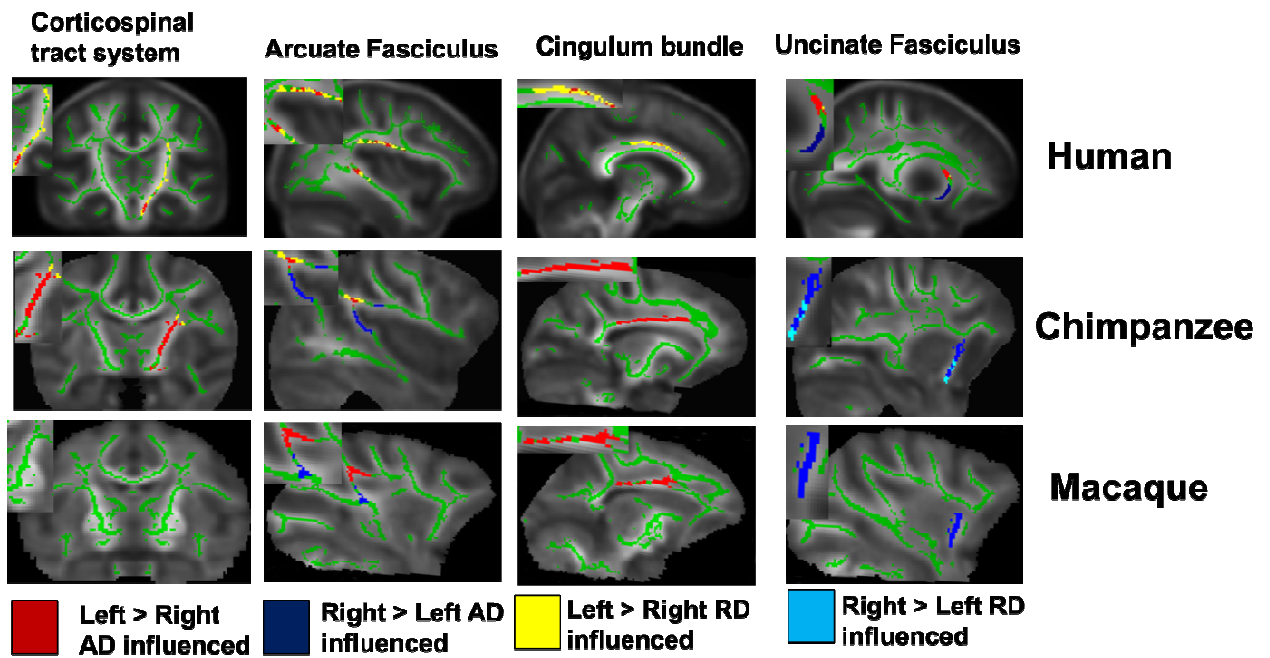 Corticospinal
tract system
Arcuate Fasciculus
Cingulum bundle
Uncinate Fasciculus
Human
Chimpanzee
Macaque
Left > Right
AD influenced
Right > Left AD
influenced
Left > Right RD
influenced
Right > Left RD
influenced